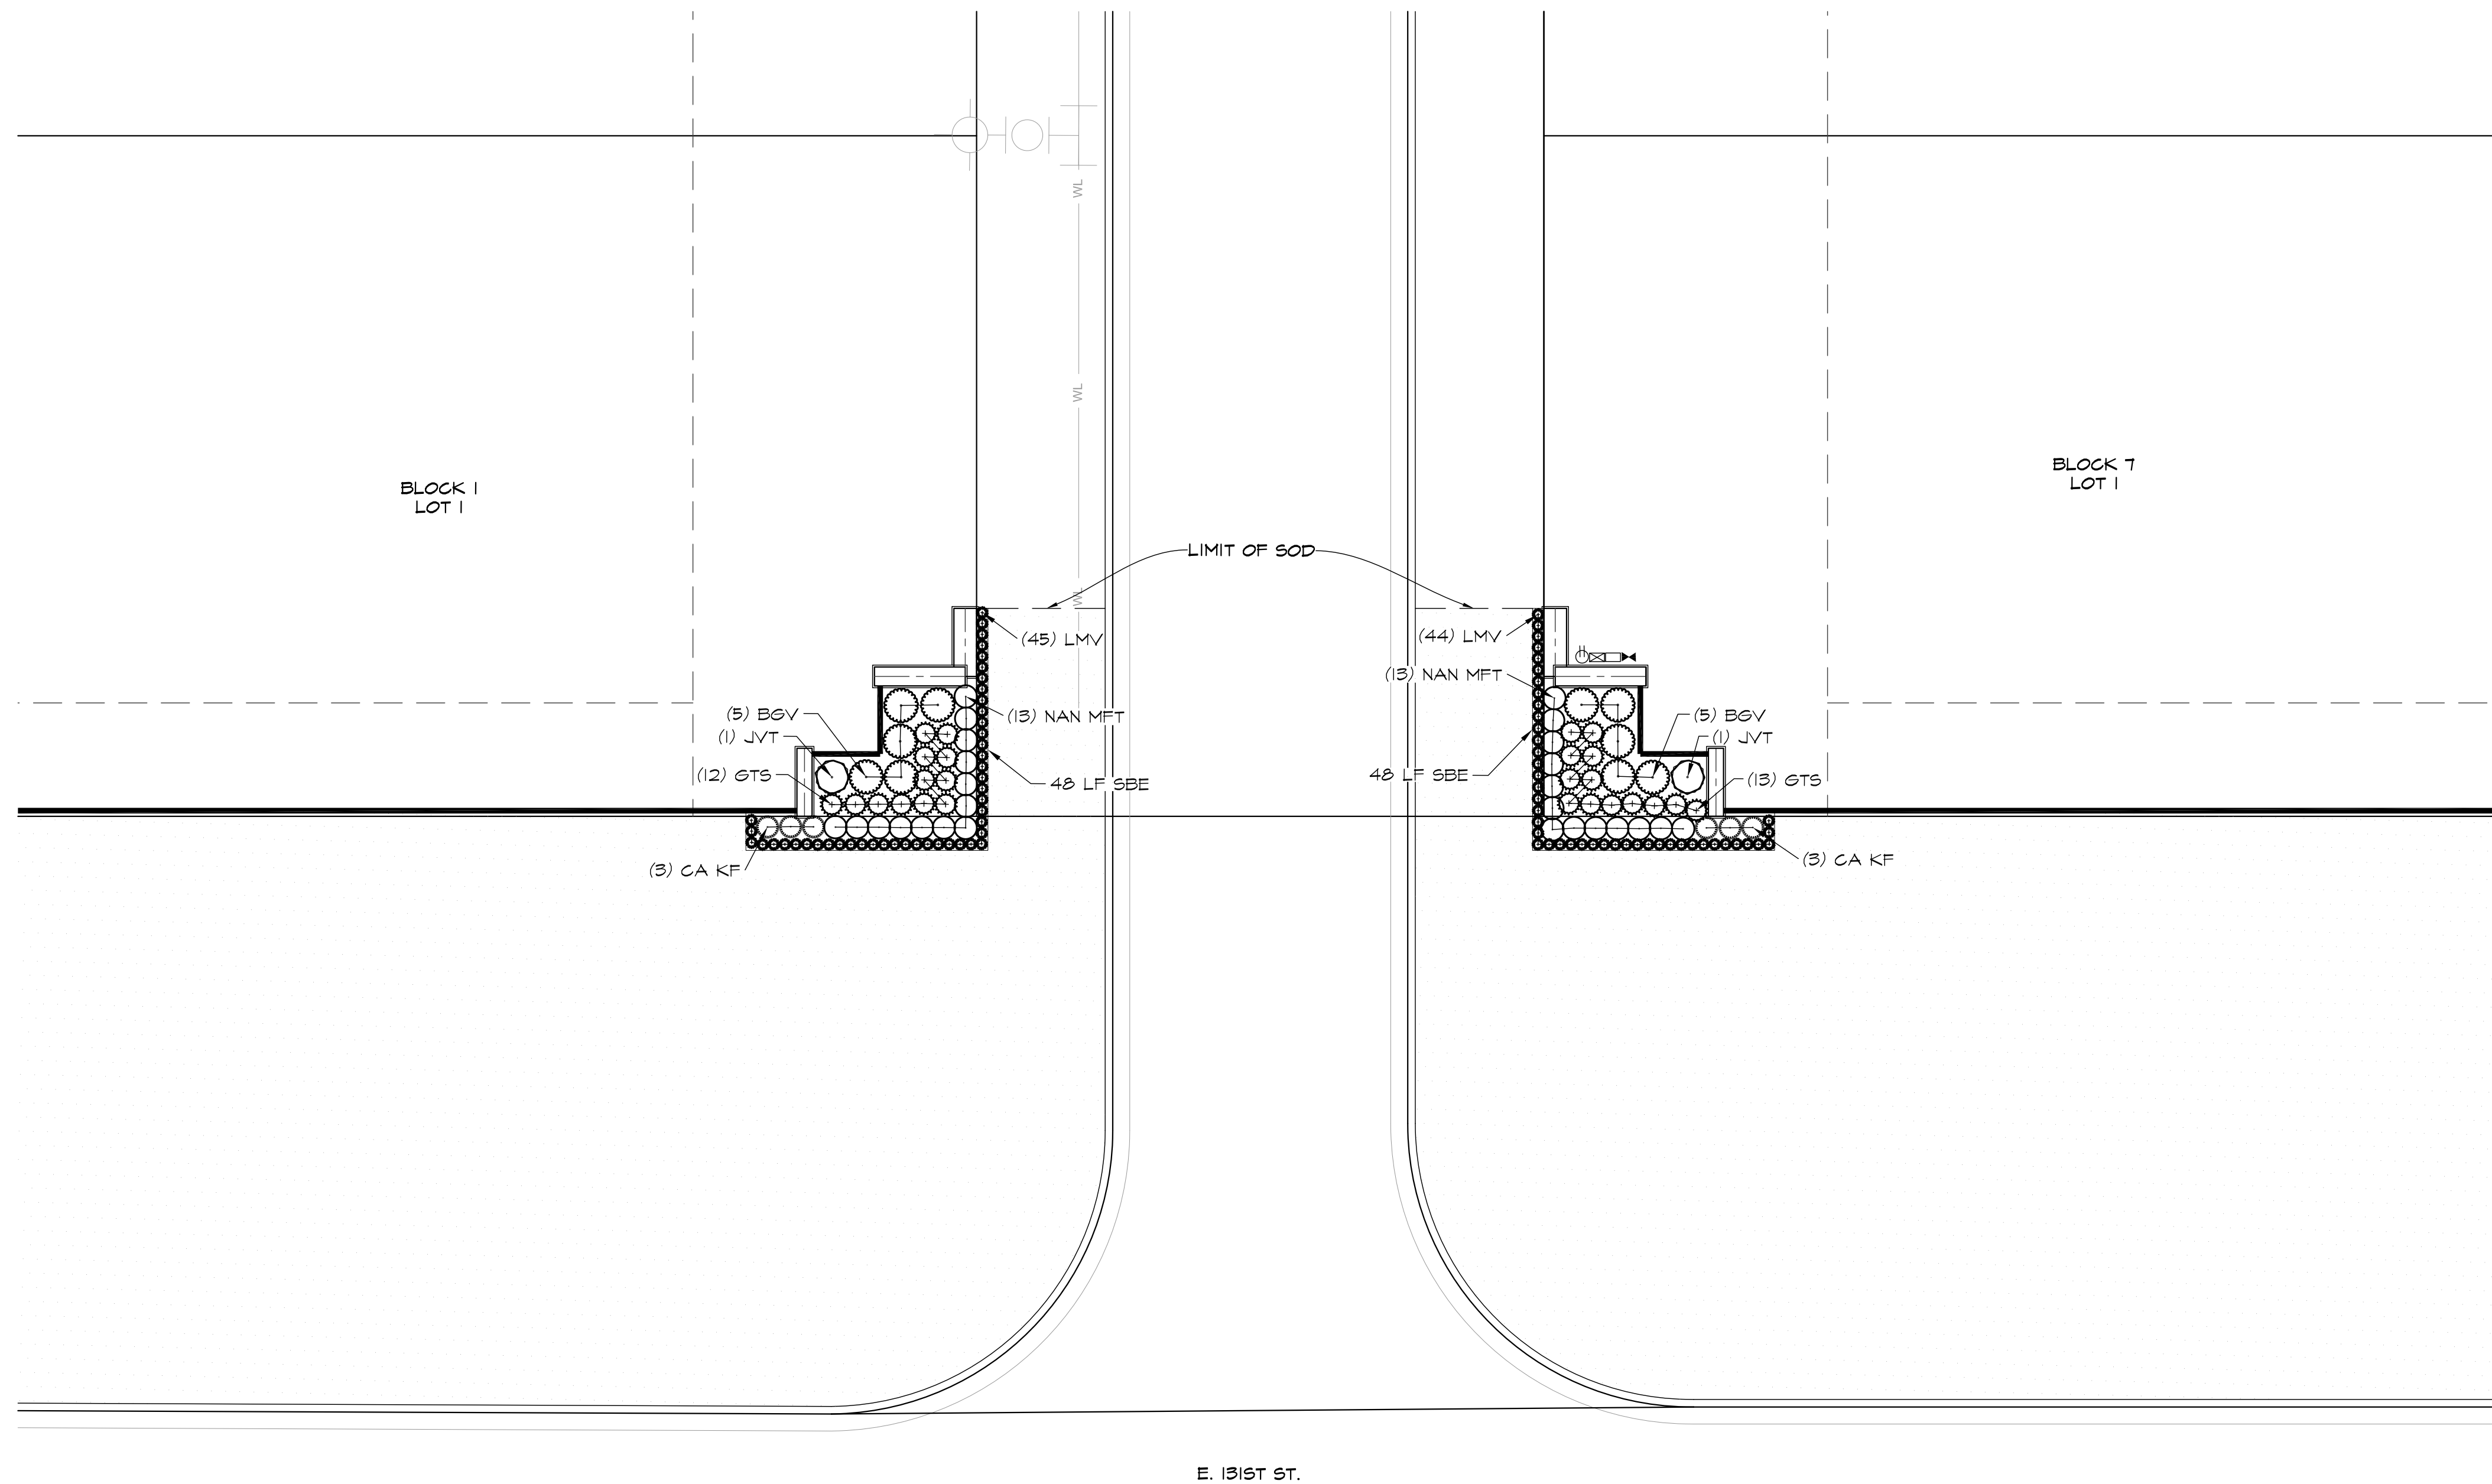 WL
WL
BLOCK 1
LOT 1
BLOCK 7
LOT 1
LIMIT OF SOD
WL
(45) LMV
(44) LMV
(13) NAN MFT
(5) BGV
(1) JVT
(13) NAN MFT
(5) BGV
(1) JVT
(12) GTS
48 LF SBE
48 LF SBE
(13) GTS
(3) CA KF
(3) CA KF
E. 131ST ST.